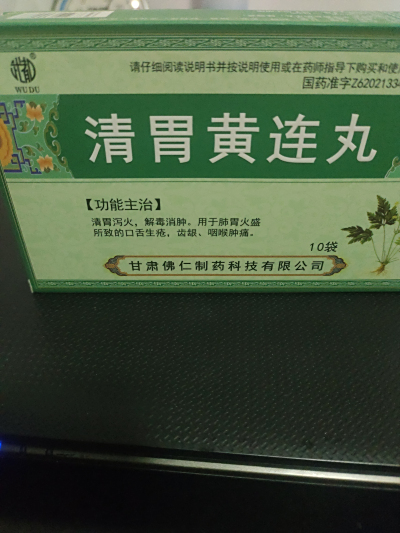 WUDU
请仔细阅读说明书并按说明使用或在药师指导下购买和使
国药准字Z6202133
清胃黄连丸
【功能主治】
清胃泻火，解毒消肿。用于肺胃火盛
所致的口舌生疮，齿龈、咽喉肿痛。
10袋
甘肃佛仁制药科技有限公司